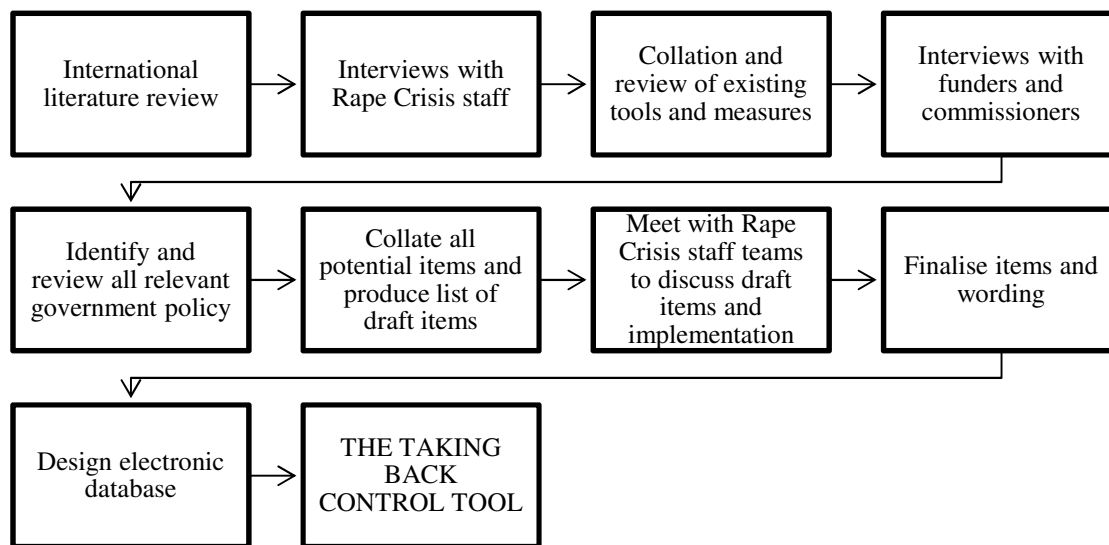 International
literature review
Interviews with
Rape Crisis staff
Collation and
review of existing
tools and measures
Interviews with
funders and
commissioners
Identify and
review all relevant
government policy
Collate all
potential items and
produce list of
draft items
Meet with Rape
Crisis staff teams
to discuss draft
items and
implementation
Finalise items and
wording
Design electronic
database
THE TAKING
BACK
CONTROL TOOL